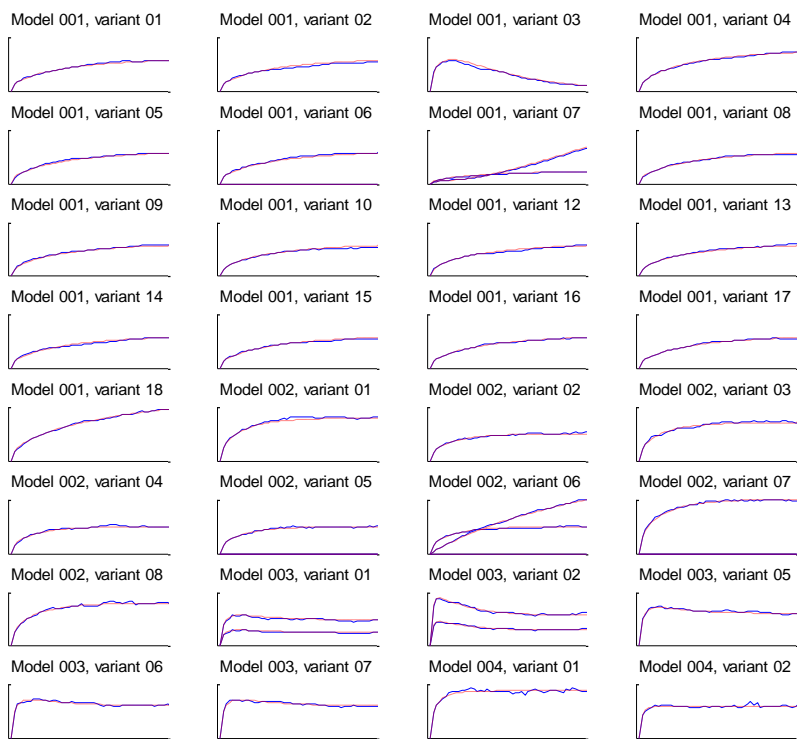 Model 001, variant 01
Model 001, variant 02
Model 001, variant 03
Model 001, variant 04
Model 001, variant 05
Model 001, variant 06
Model 001, variant 07
Model 001, variant 08
Model 001, variant 09
Model 001, variant 10
Model 001, variant 12
Model 001, variant 13
Model 001, variant 14
Model 001, variant 15
Model 001, variant 16
Model 001, variant 17
Model 001, variant 18
Model 002, variant 01
Model 002, variant 02
Model 002, variant 03
Model 002, variant 04
Model 002, variant 05
Model 002, variant 06
Model 002, variant 07
Model 002, variant 08
Model 003, variant 01
Model 003, variant 02
Model 003, variant 05
Model 003, variant 06
Model 003, variant 07
Model 004, variant 01
Model 004, variant 02